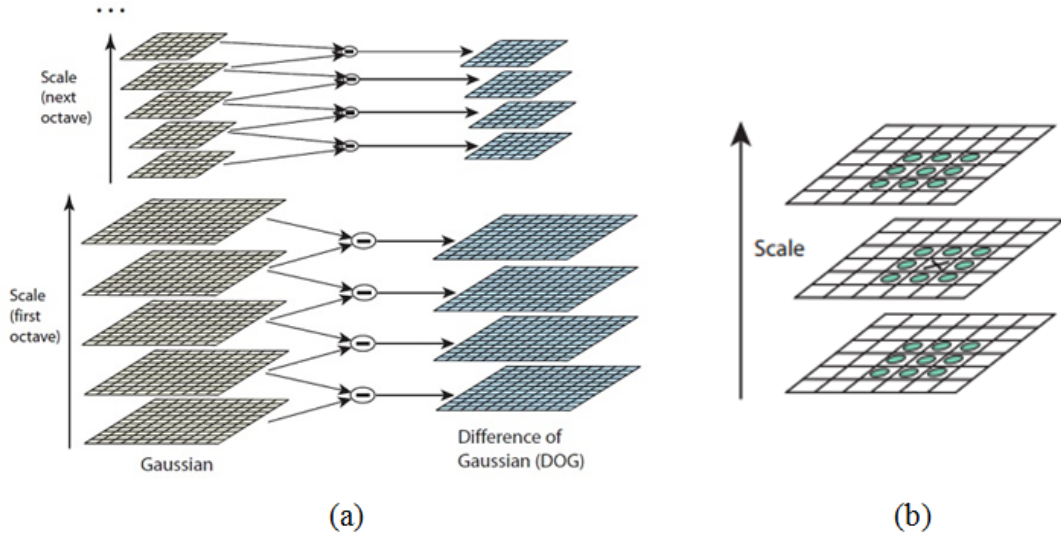 ...
Scale
(next
octave)
Scale
(first
octave)
Gaussian
Difference of
Gaussian (DOG)
(a)
Scale
(b)